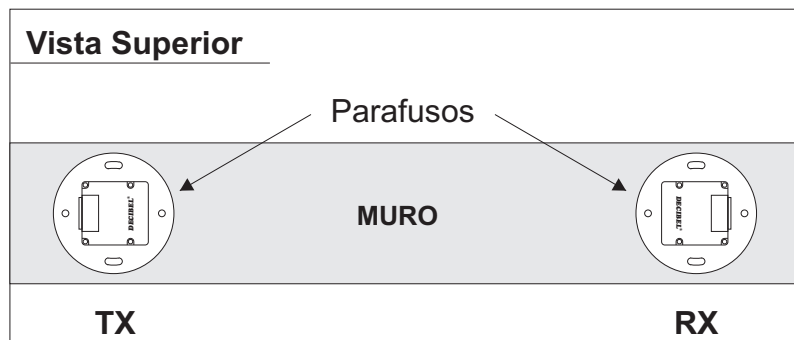 Vista Superior
Parafusos
DECIBEL®
MURO
DECIBEL®
TX
RX